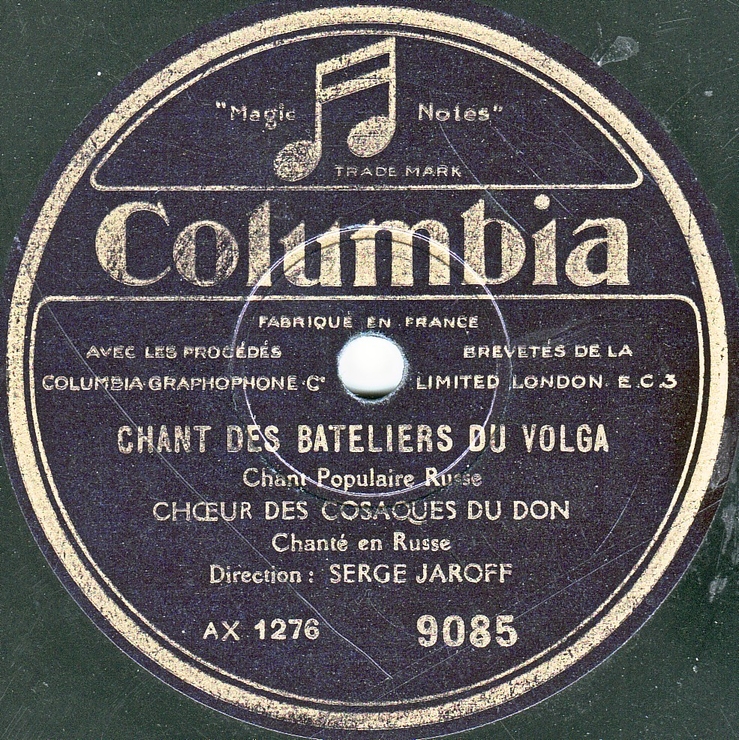 "Magic Notes"
TRADE MARK
Columbia
FABRIQUÉ EN FRANCE
AVEC LES PROCÉDÉS BREVETÉS DE LA
COLUMBIA·GRAPHOPHONE·Cº LIMITED LONDON. E.C.3
CHANT DES BATELIERS DU VOLGA
Chant Populaire Russe
CHŒUR DES COSAQUES DU DON
Chanté en Russe
Direction : SERGE JAROFF
AX 1276 9085